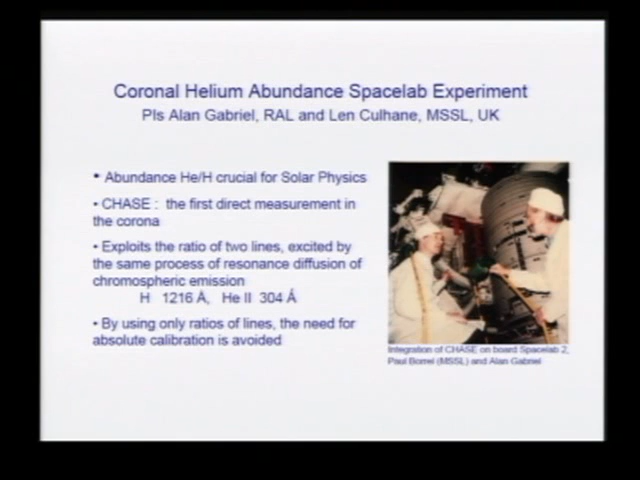 Coronal Helium Abundance Spacelab Experiment
PIs Alan Gabriel, RAL and Len Culhane, MSSL, UK
• Abundance He/H crucial for Solar Physics
• CHASE : the first direct measurement in
the corona
• Exploits the ratio of two lines, excited by
the same process of resonance diffusion of
chromospheric emission
H 1216 Å, He II 304 Å
• By using only ratios of lines, the need for
absolute calibration is avoided
Integration of CHASE on board Spacelab 2,
Paul Borrel (MSSL) and Alan Gabriel